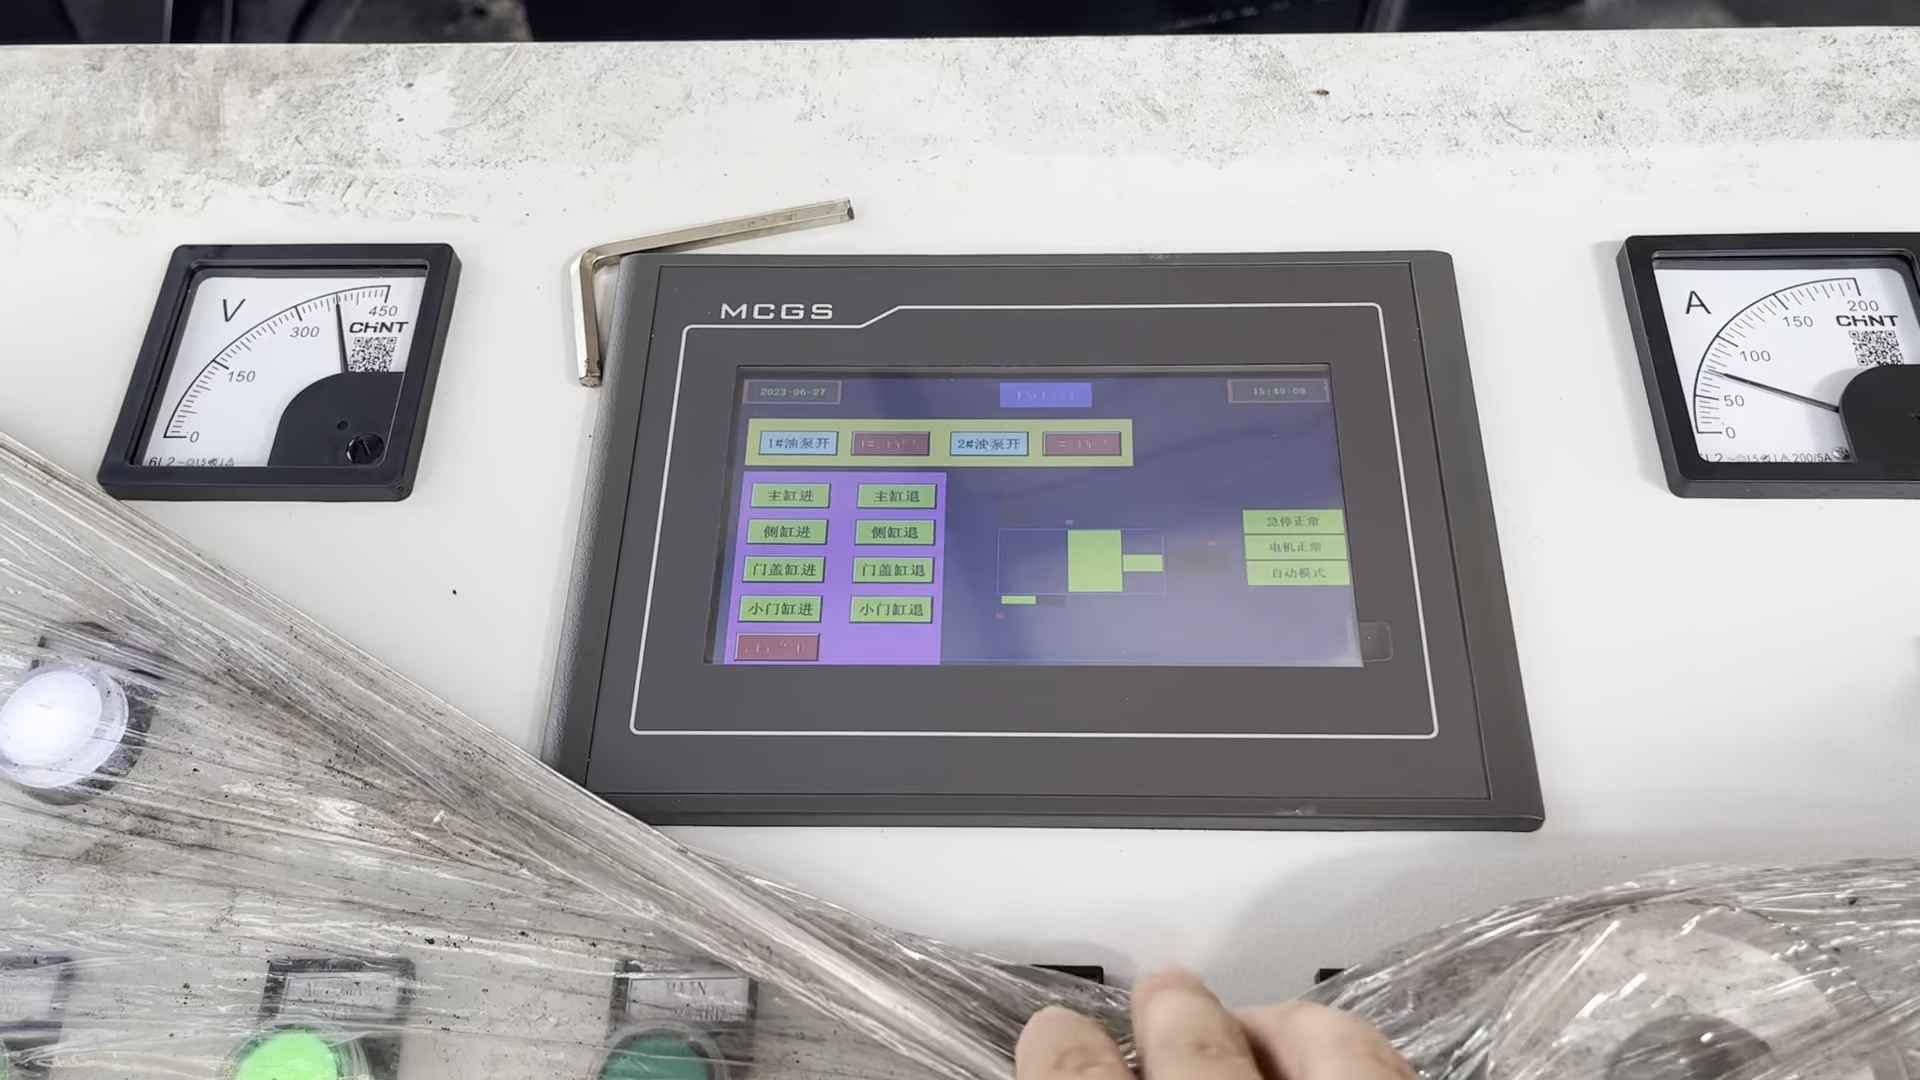 V
450
300
CHNT
150
0
MCGS
2023-06-27
15:49:09
1#油泵开
2#油泵开
主缸进
主缸退
侧缸进
侧缸退
门盖缸进
门盖缸退
小门缸进
小门缸退
急停正常
电机正常
自动模式
A
200
150
CHNT
100
50
0
200/5A
MAIN